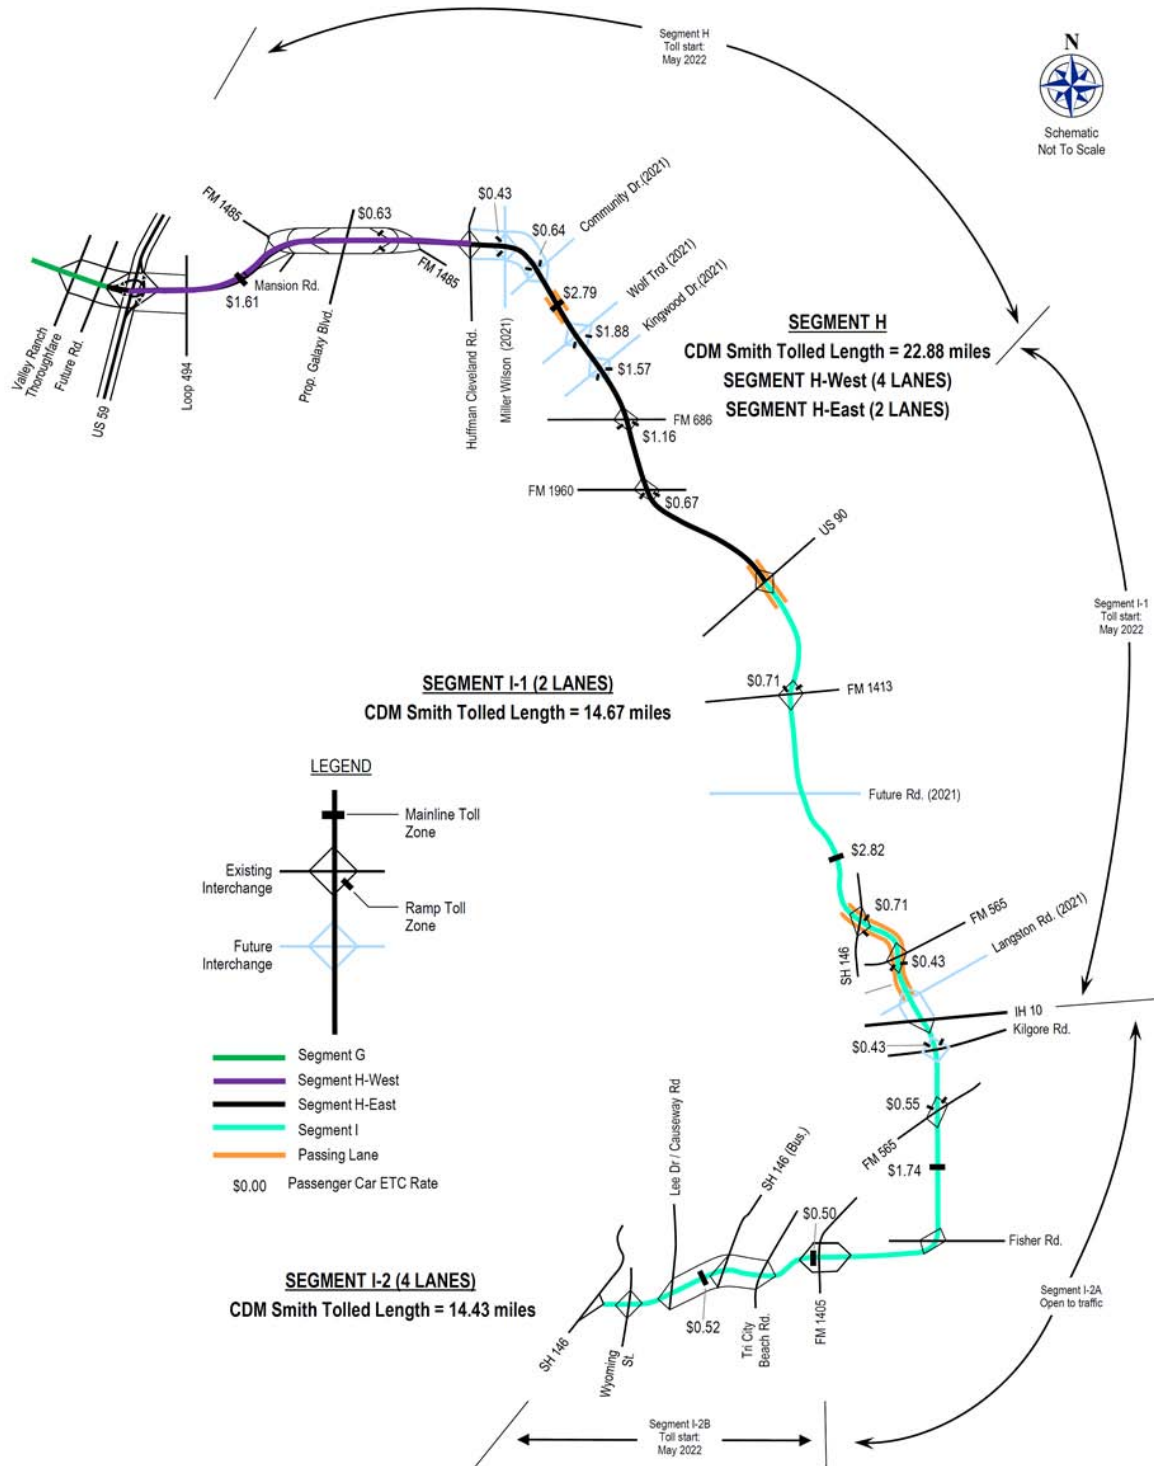 Segment H
Toll start:
May 2022
N
Schematic
Not To Scale
FM 1485
$0.63
$0.43
$0.64
Community Dr.(2021)
Wolf Trot (2021)
Kingwood Dr.(2021)
$1.61
Mansion Rd.
FM 1485
$2.79
$1.88
$1.57
Valley Ranch
Thoroughfare
Future Rd.
US 59
Loop 494
Prop. Galaxy Blvd.
Huffman Cleveland Rd.
Miller Wilson (2021)
SEGMENT H
CDM Smith Tolled Length = 22.88 miles
SEGMENT H-West (4 LANES)
SEGMENT H-East (2 LANES)
FM 686
$1.16
FM 1960
$0.67
US 90
Segment I-1
Toll start:
May 2022
SEGMENT I-1 (2 LANES)
CDM Smith Tolled Length = 14.67 miles
$0.71
FM 1413
LEGEND
Mainline Toll
Zone
Existing
Interchange
Ramp Toll
Zone
Future
Interchange
Segment G
Segment H-West
Segment H-East
Segment I
Passing Lane
$0.00
Passenger Car ETC Rate
Future Rd. (2021)
$2.82
$0.71
SH 146
FM 565
$0.43
Langston Rd. (2021)
IH 10
Kilgore Rd.
$0.43
$0.55
FM 565
$1.74
Fisher Rd.
Segment I-2A
Open to traffic
Lee Dr / Causeway Rd
SH 146 (Bus.)
$0.50
SEGMENT I-2 (4 LANES)
CDM Smith Tolled Length = 14.43 miles
SH 146
Wyoming
St.
$0.52
Tri City
Beach Rd.
FM 1405
Segment I-2B
Toll start:
May 2022